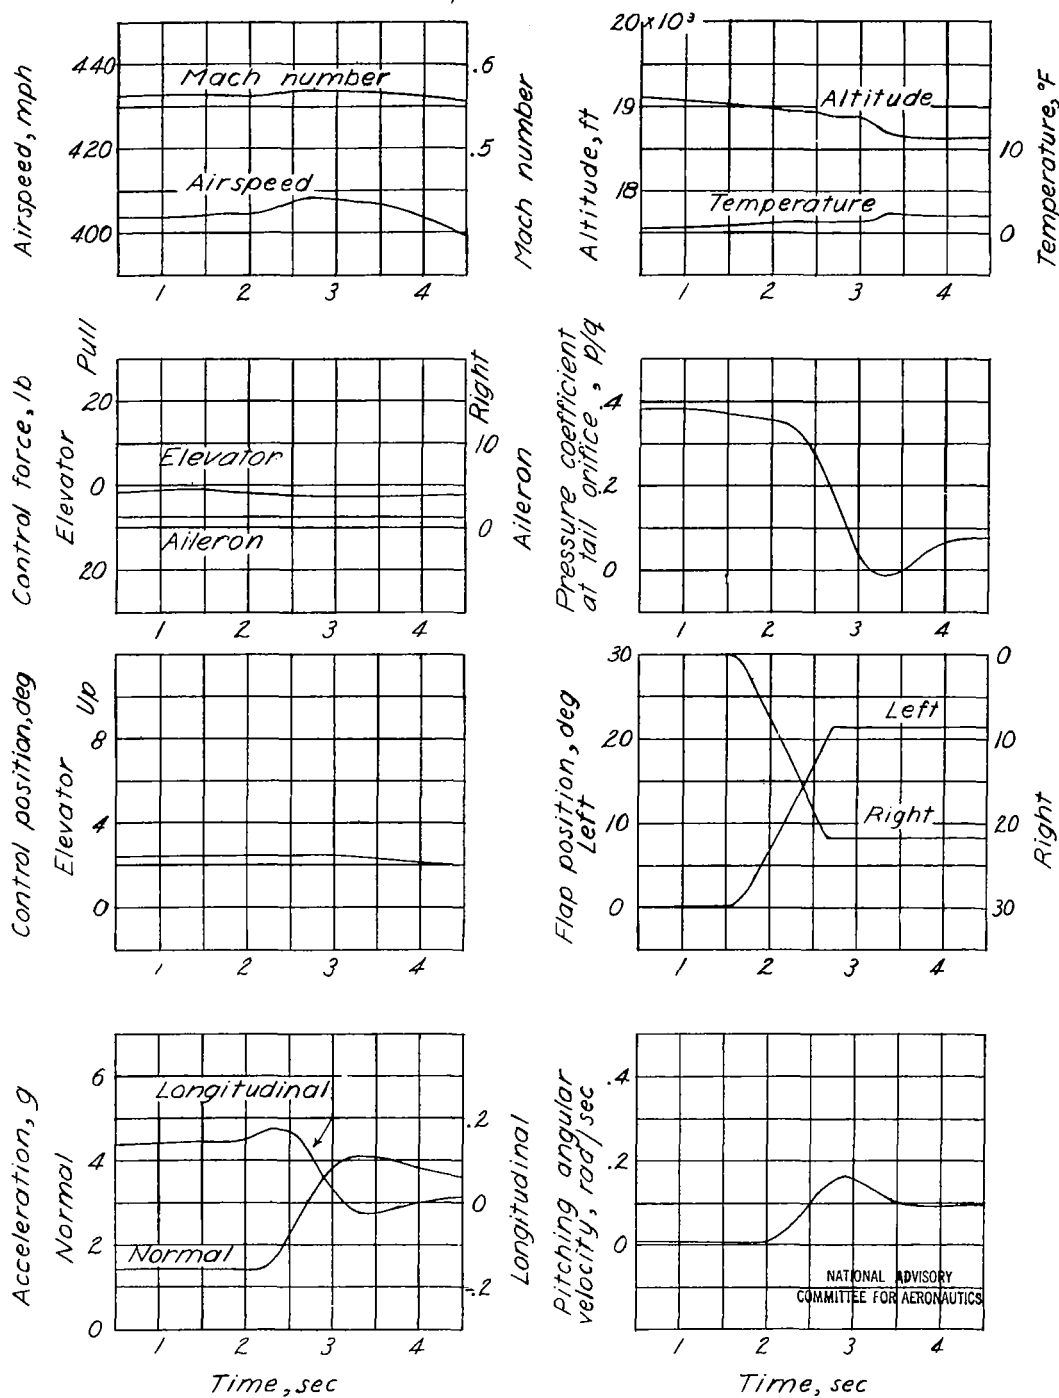 Airspeed, mph
440
420
400
Mach number
Airspeed
.6
.5
Mach number
1 2 3 4
Altitude, ft
20x10³
19
18
Altitude
Temperature
10
0
Temperature, °F
1 2 3 4
Control force, lb
Elevator
Pull
20
0
20
Elevator
Aileron
Right
10
0
Aileron
1 2 3 4
Pressure coefficient
at tail orifice, p/q
.4
.2
0
1 2 3 4
Control position, deg
Elevator
Up
8
4
0
1 2 3 4
Flap position, deg
Left
30
20
10
0
Left
Right
0
10
20
30
Right
1 2 3 4
Acceleration, g
Normal
6
4
2
0
Longitudinal
Normal
.2
0
-.2
Longitudinal
1 2 3 4
Time, sec
Pitching angular
velocity, rad/sec
.4
.2
0
NATIONAL ADVISORY
COMMITTEE FOR AERONAUTICS
1 2 3 4
Time, sec